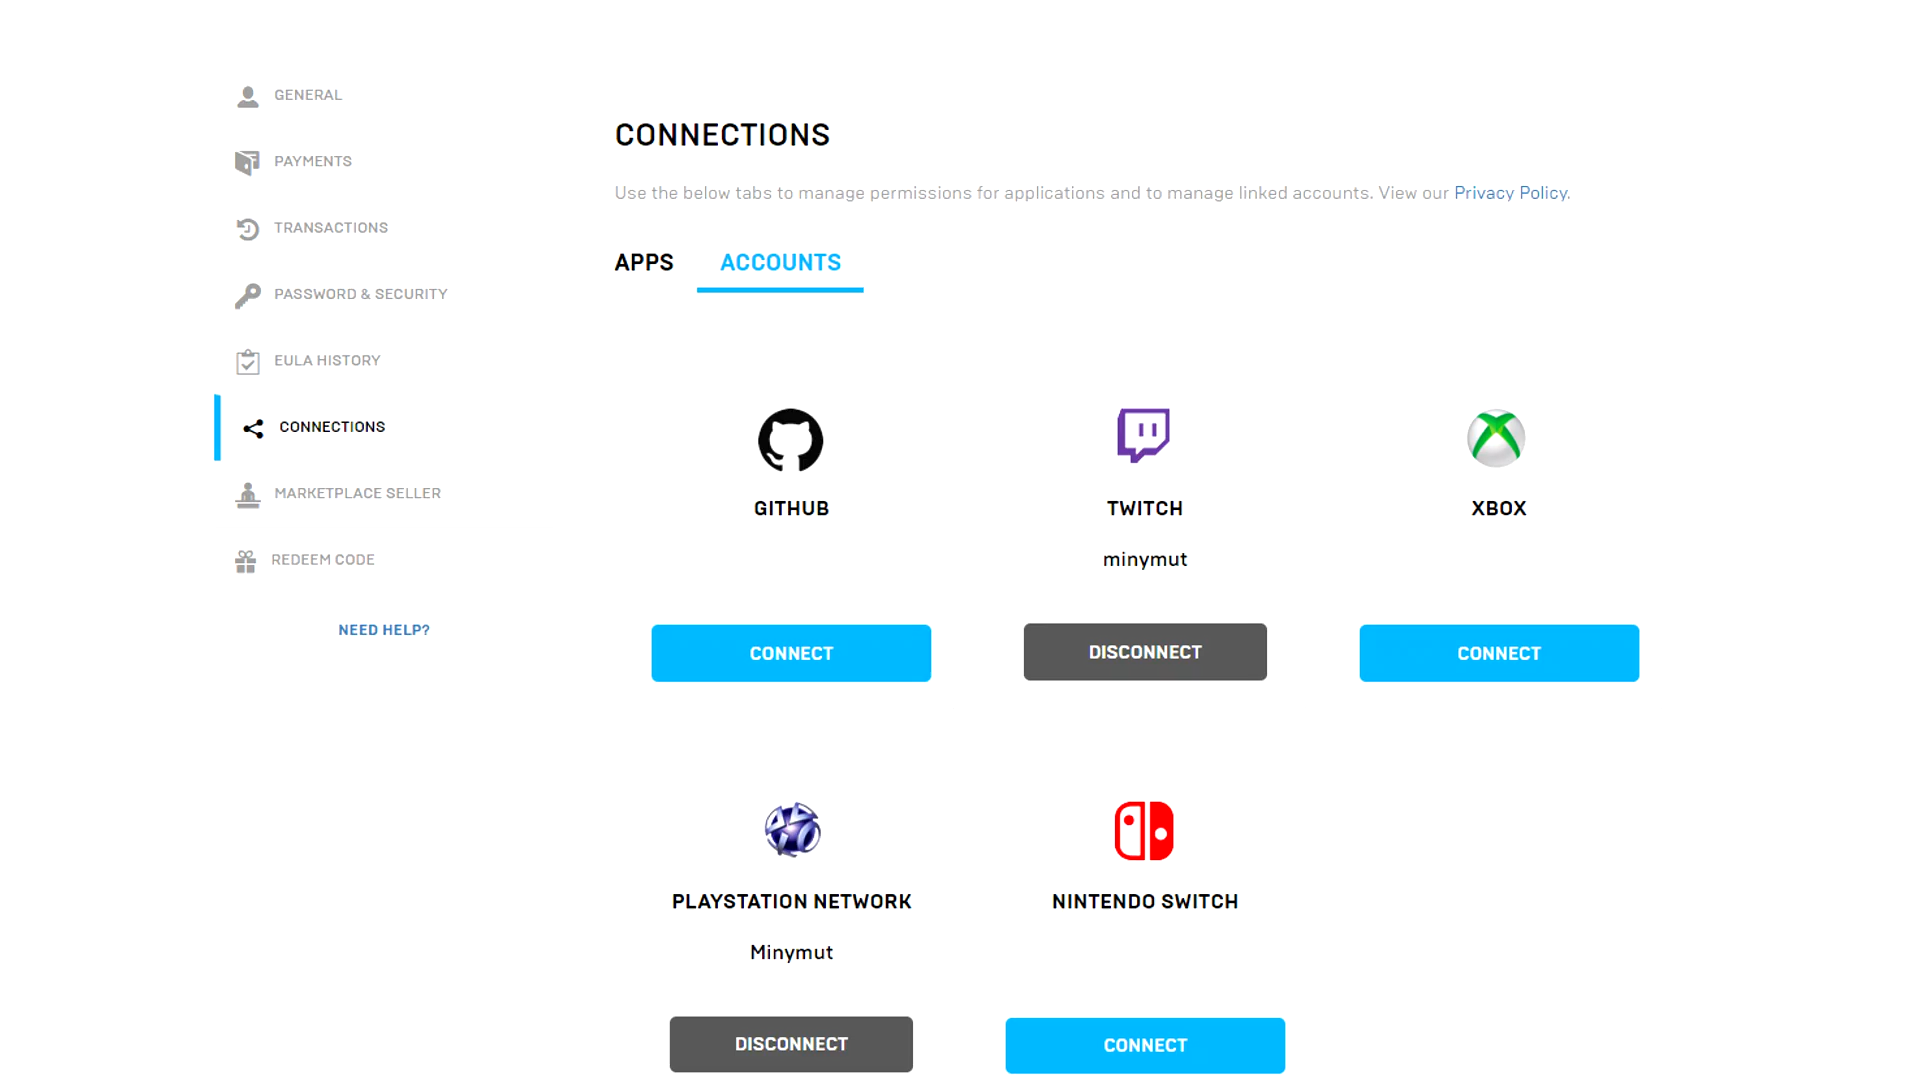 GENERAL
PAYMENTS
TRANSACTIONS
PASSWORD & SECURITY
EULA HISTORY
CONNECTIONS
MARKETPLACE SELLER
REDEEM CODE
NEED HELP?
CONNECTIONS
Use the below tabs to manage permissions for applications and to manage linked accounts. View our Privacy Policy.
APPS ACCOUNTS
GITHUB TWITCH XBOX
minymut
CONNECT DISCONNECT CONNECT
PLAYSTATION NETWORK NINTENDO SWITCH
Minymut
DISCONNECT CONNECT